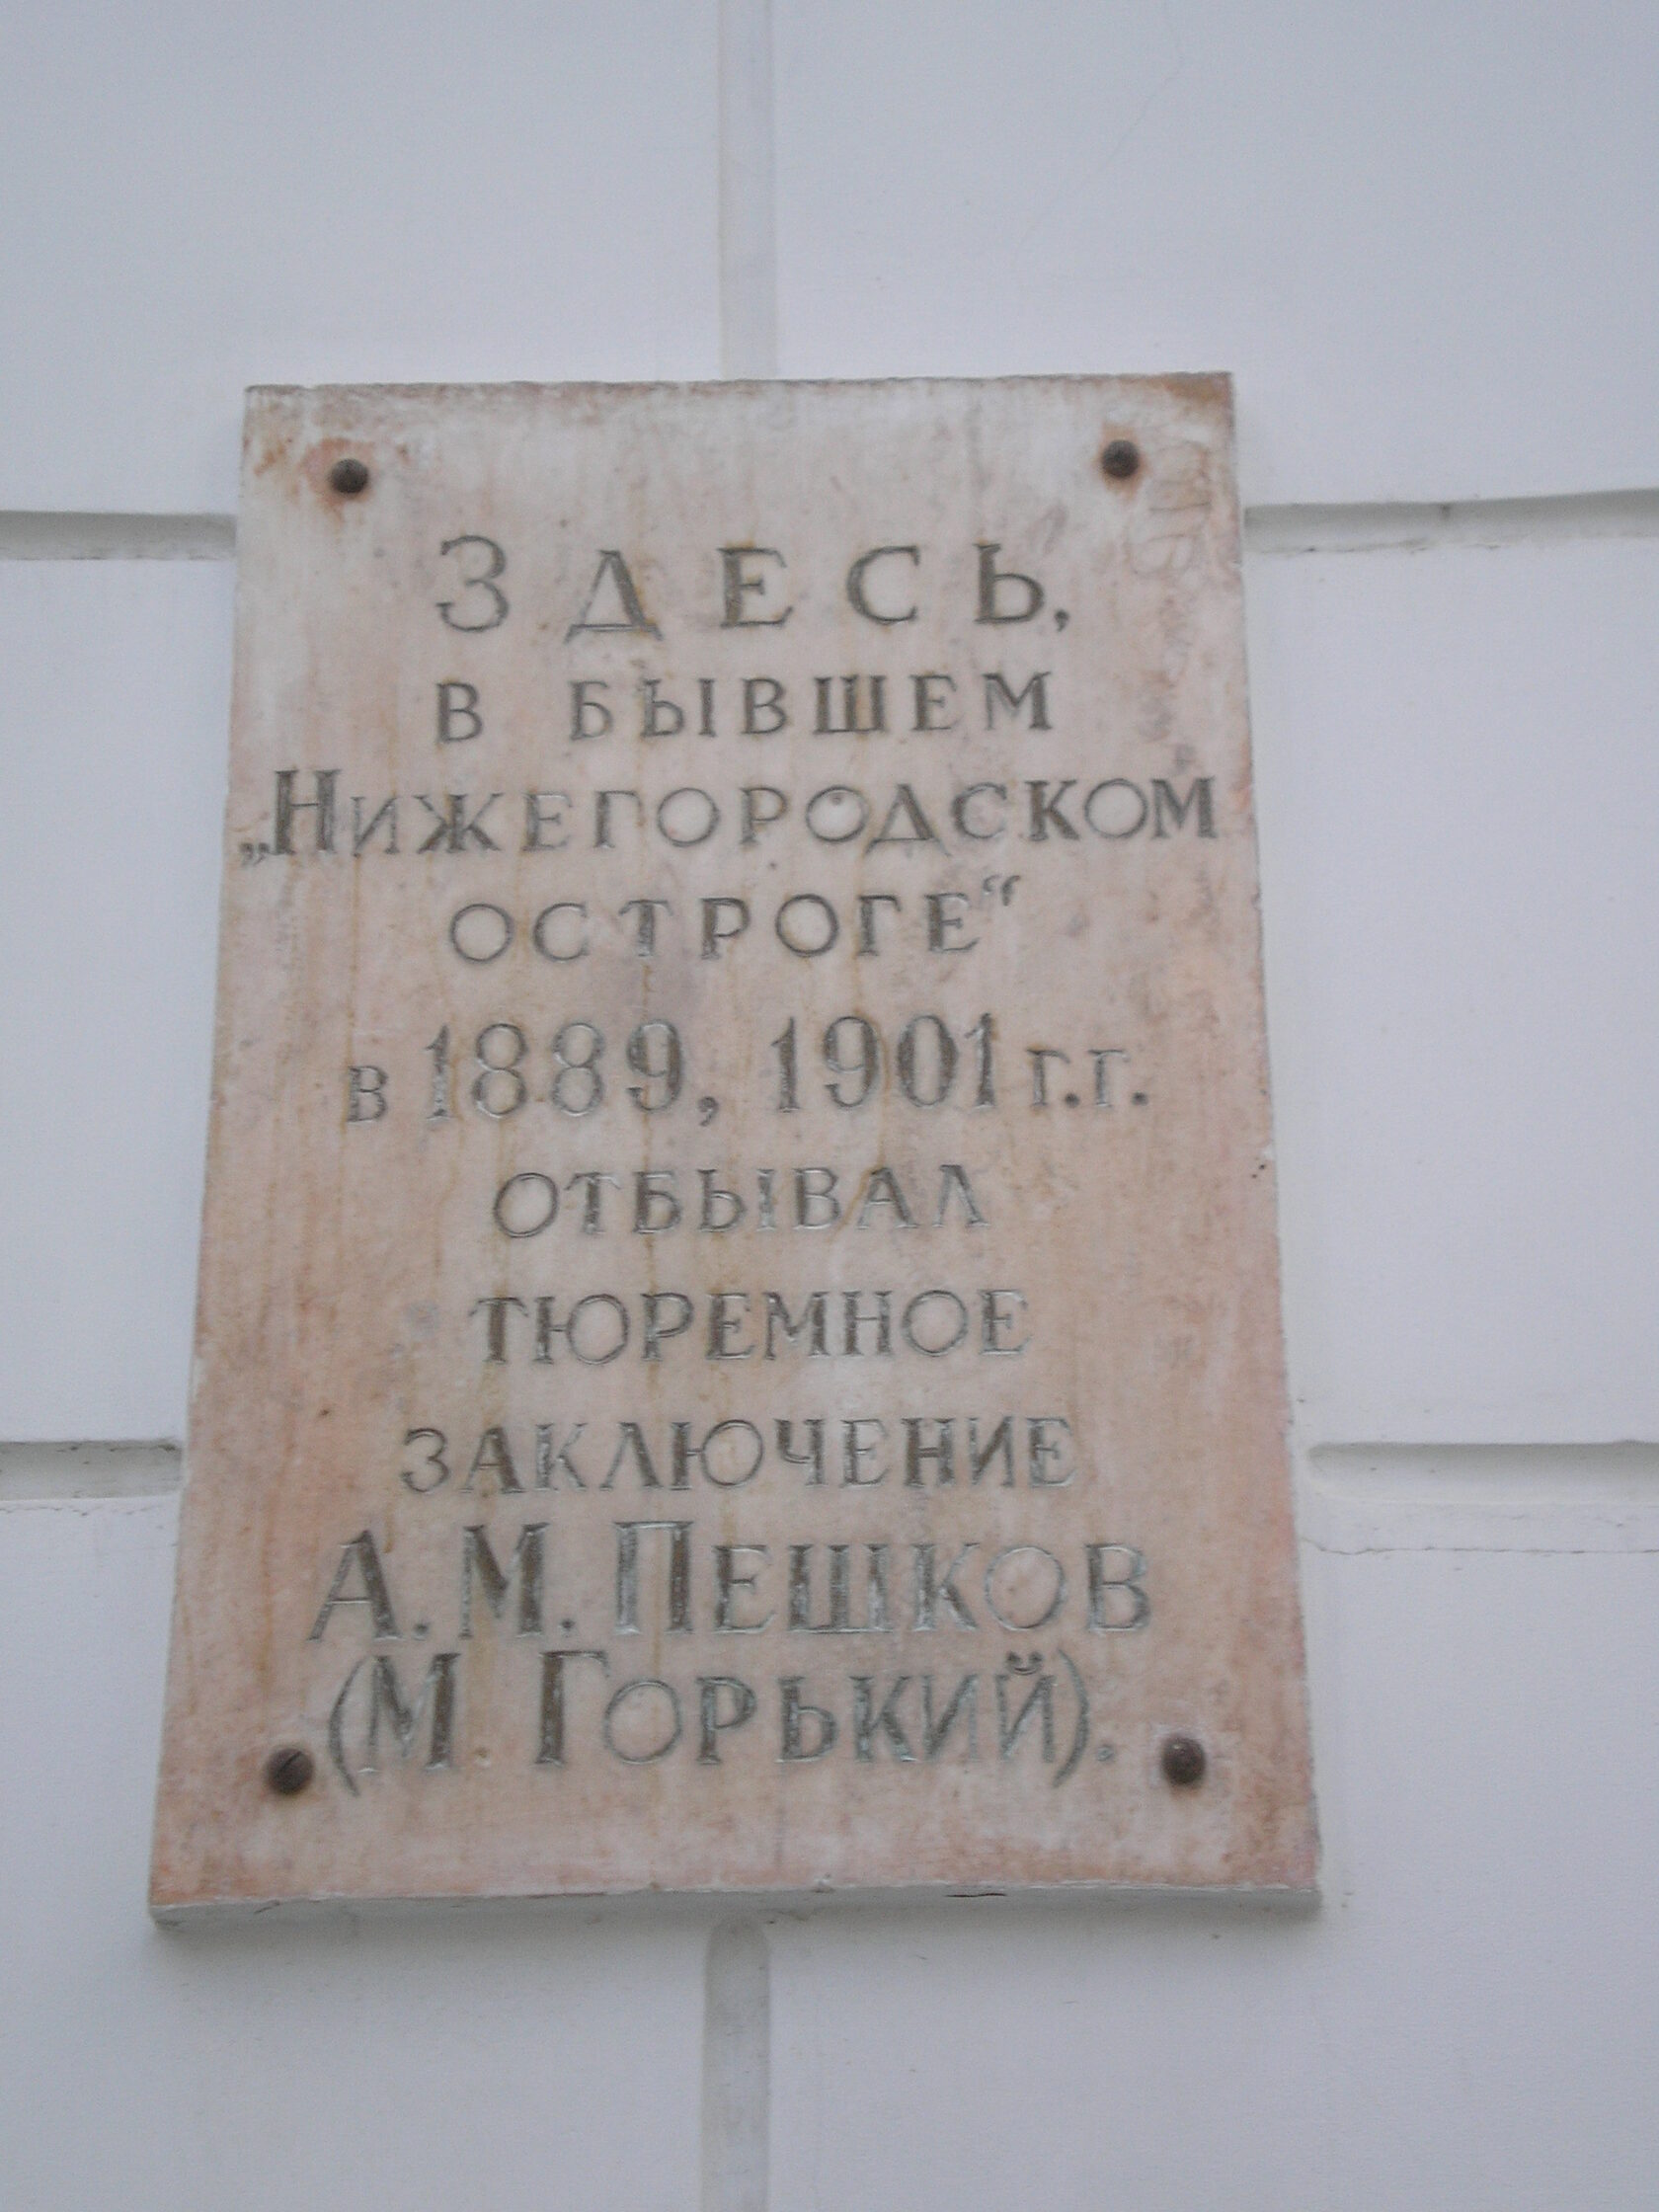 ЗДЕСЬ,
В БЫВШЕМ
„НИЖЕГОРОДСКОМ
ОСТРОГЕ“
В 1889, 1901 Г.Г.
ОТБЫВАЛ
ТЮРЕМНОЕ
ЗАКЛЮЧЕНИЕ
А. М. ПЕШКОВ
(М. ГОРЬКИЙ).